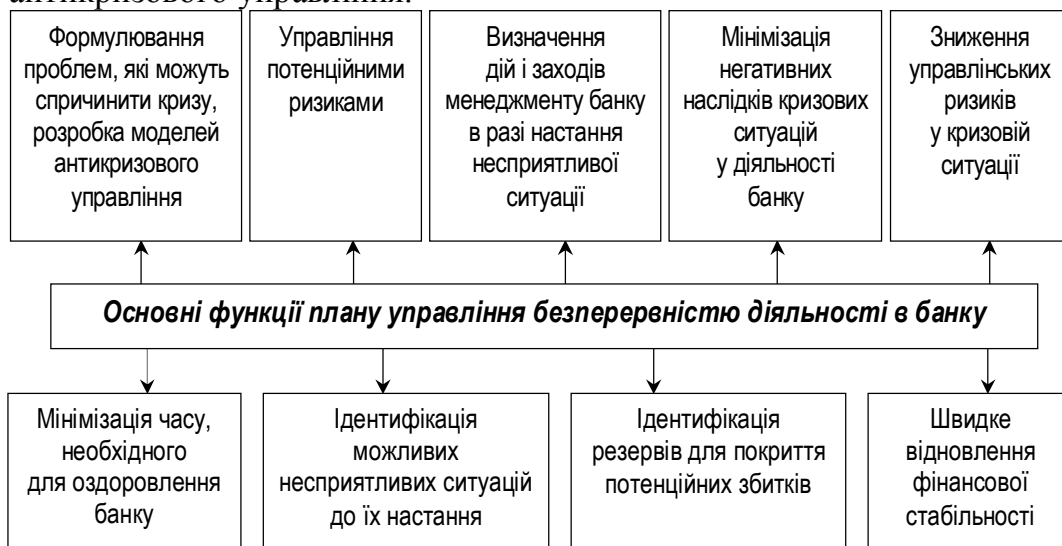 антикризового управління.
Формулювання
проблем, які можуть
спричинити кризу,
розробка моделей
антикризового
управління
Управління
потенційними
ризиками
Визначення
дій і заходів
менеджменту банку
в разі настання
несприятливої
ситуації
Мінімізація
негативних
наслідків кризових
ситуацій
у діяльності
банку
Зниження
управлінських
ризиків
у кризовій
ситуації
Основні функції плану управління безперервністю діяльності в банку
Мінімізація часу,
необхідного
для оздоровлення
банку
Ідентифікація
можливих
несприятливих ситуацій
до їх настання
Ідентифікація
резервів для покриття
потенційних збитків
Швидке
відновлення
фінансової
стабільності